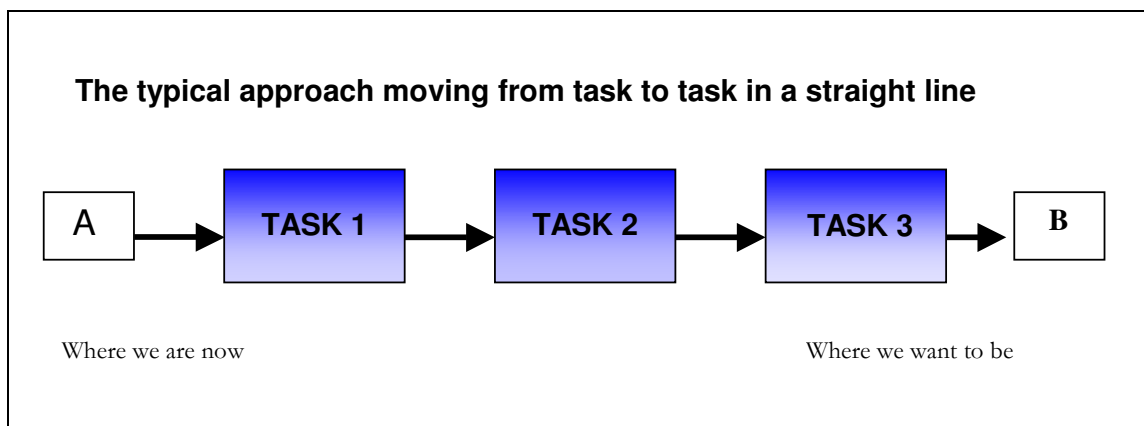 The typical approach moving from task to task in a straight line
A
TASK 1
TASK 2
TASK 3
B
Where we are now
Where we want to be